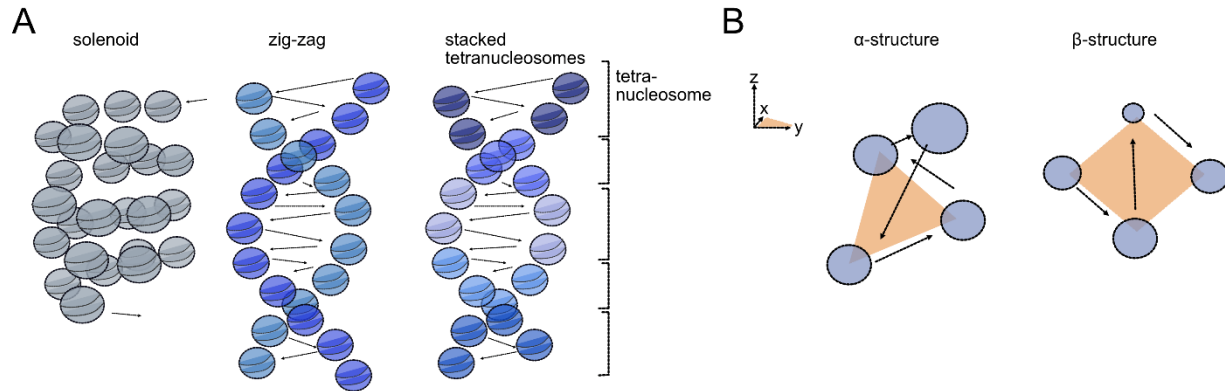 A
solenoid
zig-zag
stacked
tetranucleosomes
tetra-
nucleosome
B
α-structure
β-structure
z
x
y